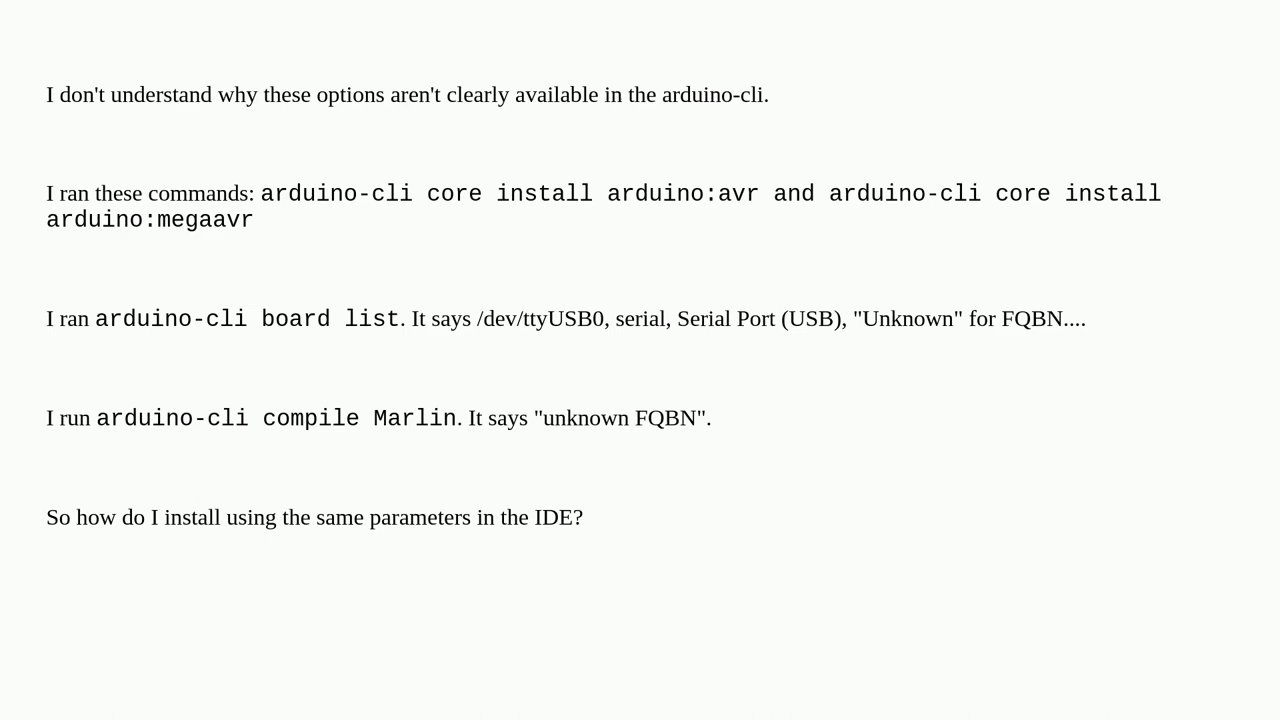 I don't understand why these options aren't clearly available in the arduino-cli.
I ran these commands: arduino-cli core install arduino:avr and arduino-cli core install
arduino:megaavr
I ran arduino-cli board list. It says /dev/ttyUSB0, serial, Serial Port (USB), "Unknown" for FQBN....
I run arduino-cli compile Marlin. It says "unknown FQBN".
So how do I install using the same parameters in the IDE?